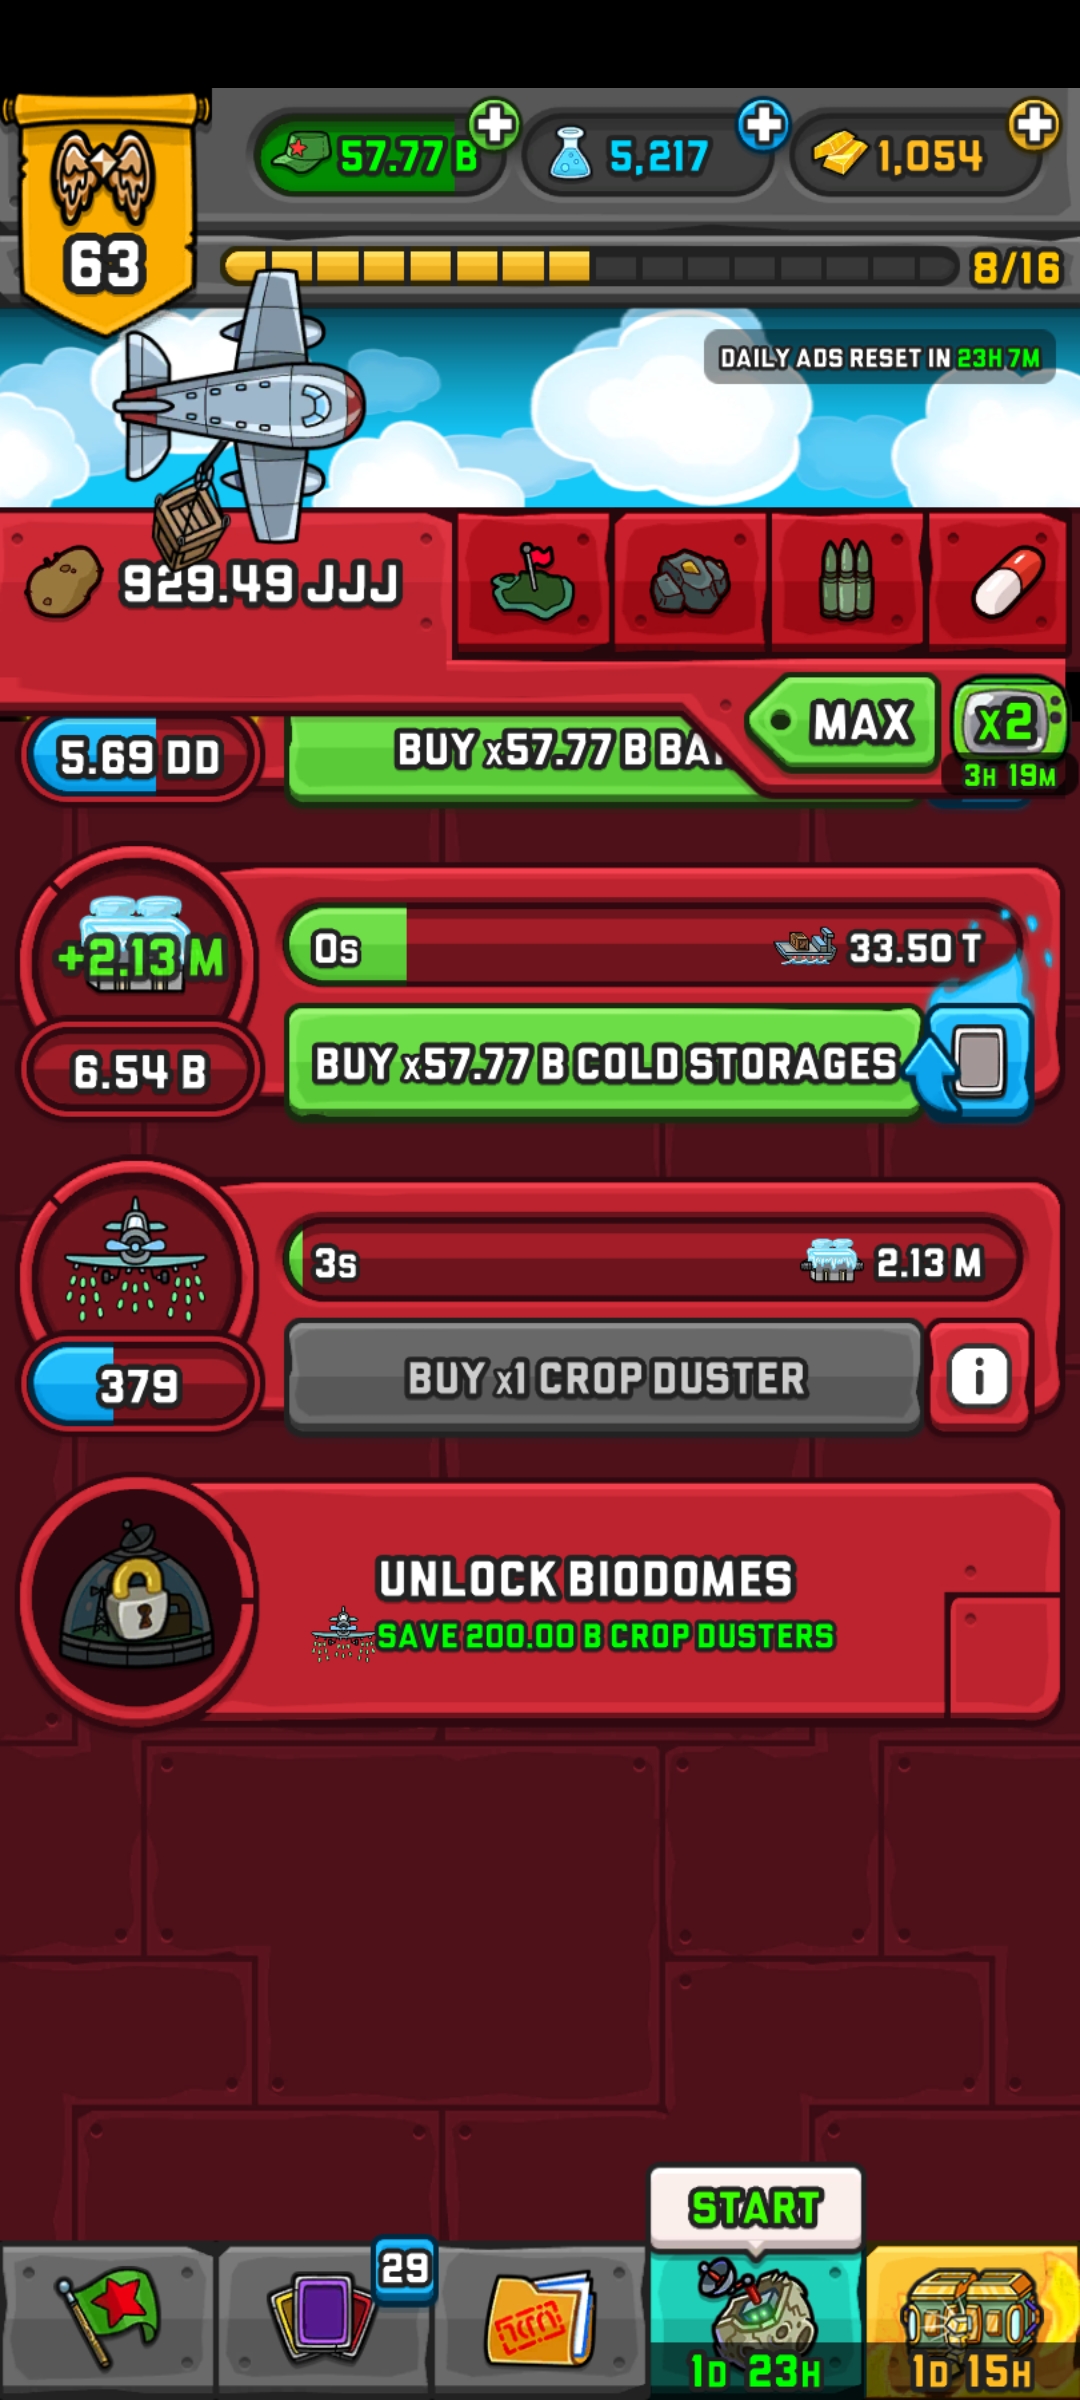 57.77 B
5,217
1,054
63
8/16
DAILY ADS RESET IN 23H 7M
929.49 JJJ
MAX
X2
3H 19M
5.69 DD
BUY x57.77 B BA
+2.13 M
0s
33.50 T
6.54 B
BUY x57.77 B COLD STORAGES
3s
2.13 M
379
BUY x1 CROP DUSTER
i
UNLOCK BIODOMES
SAVE 200.00 B CROP DUSTERS
START
29
1D 23H
1D 15H